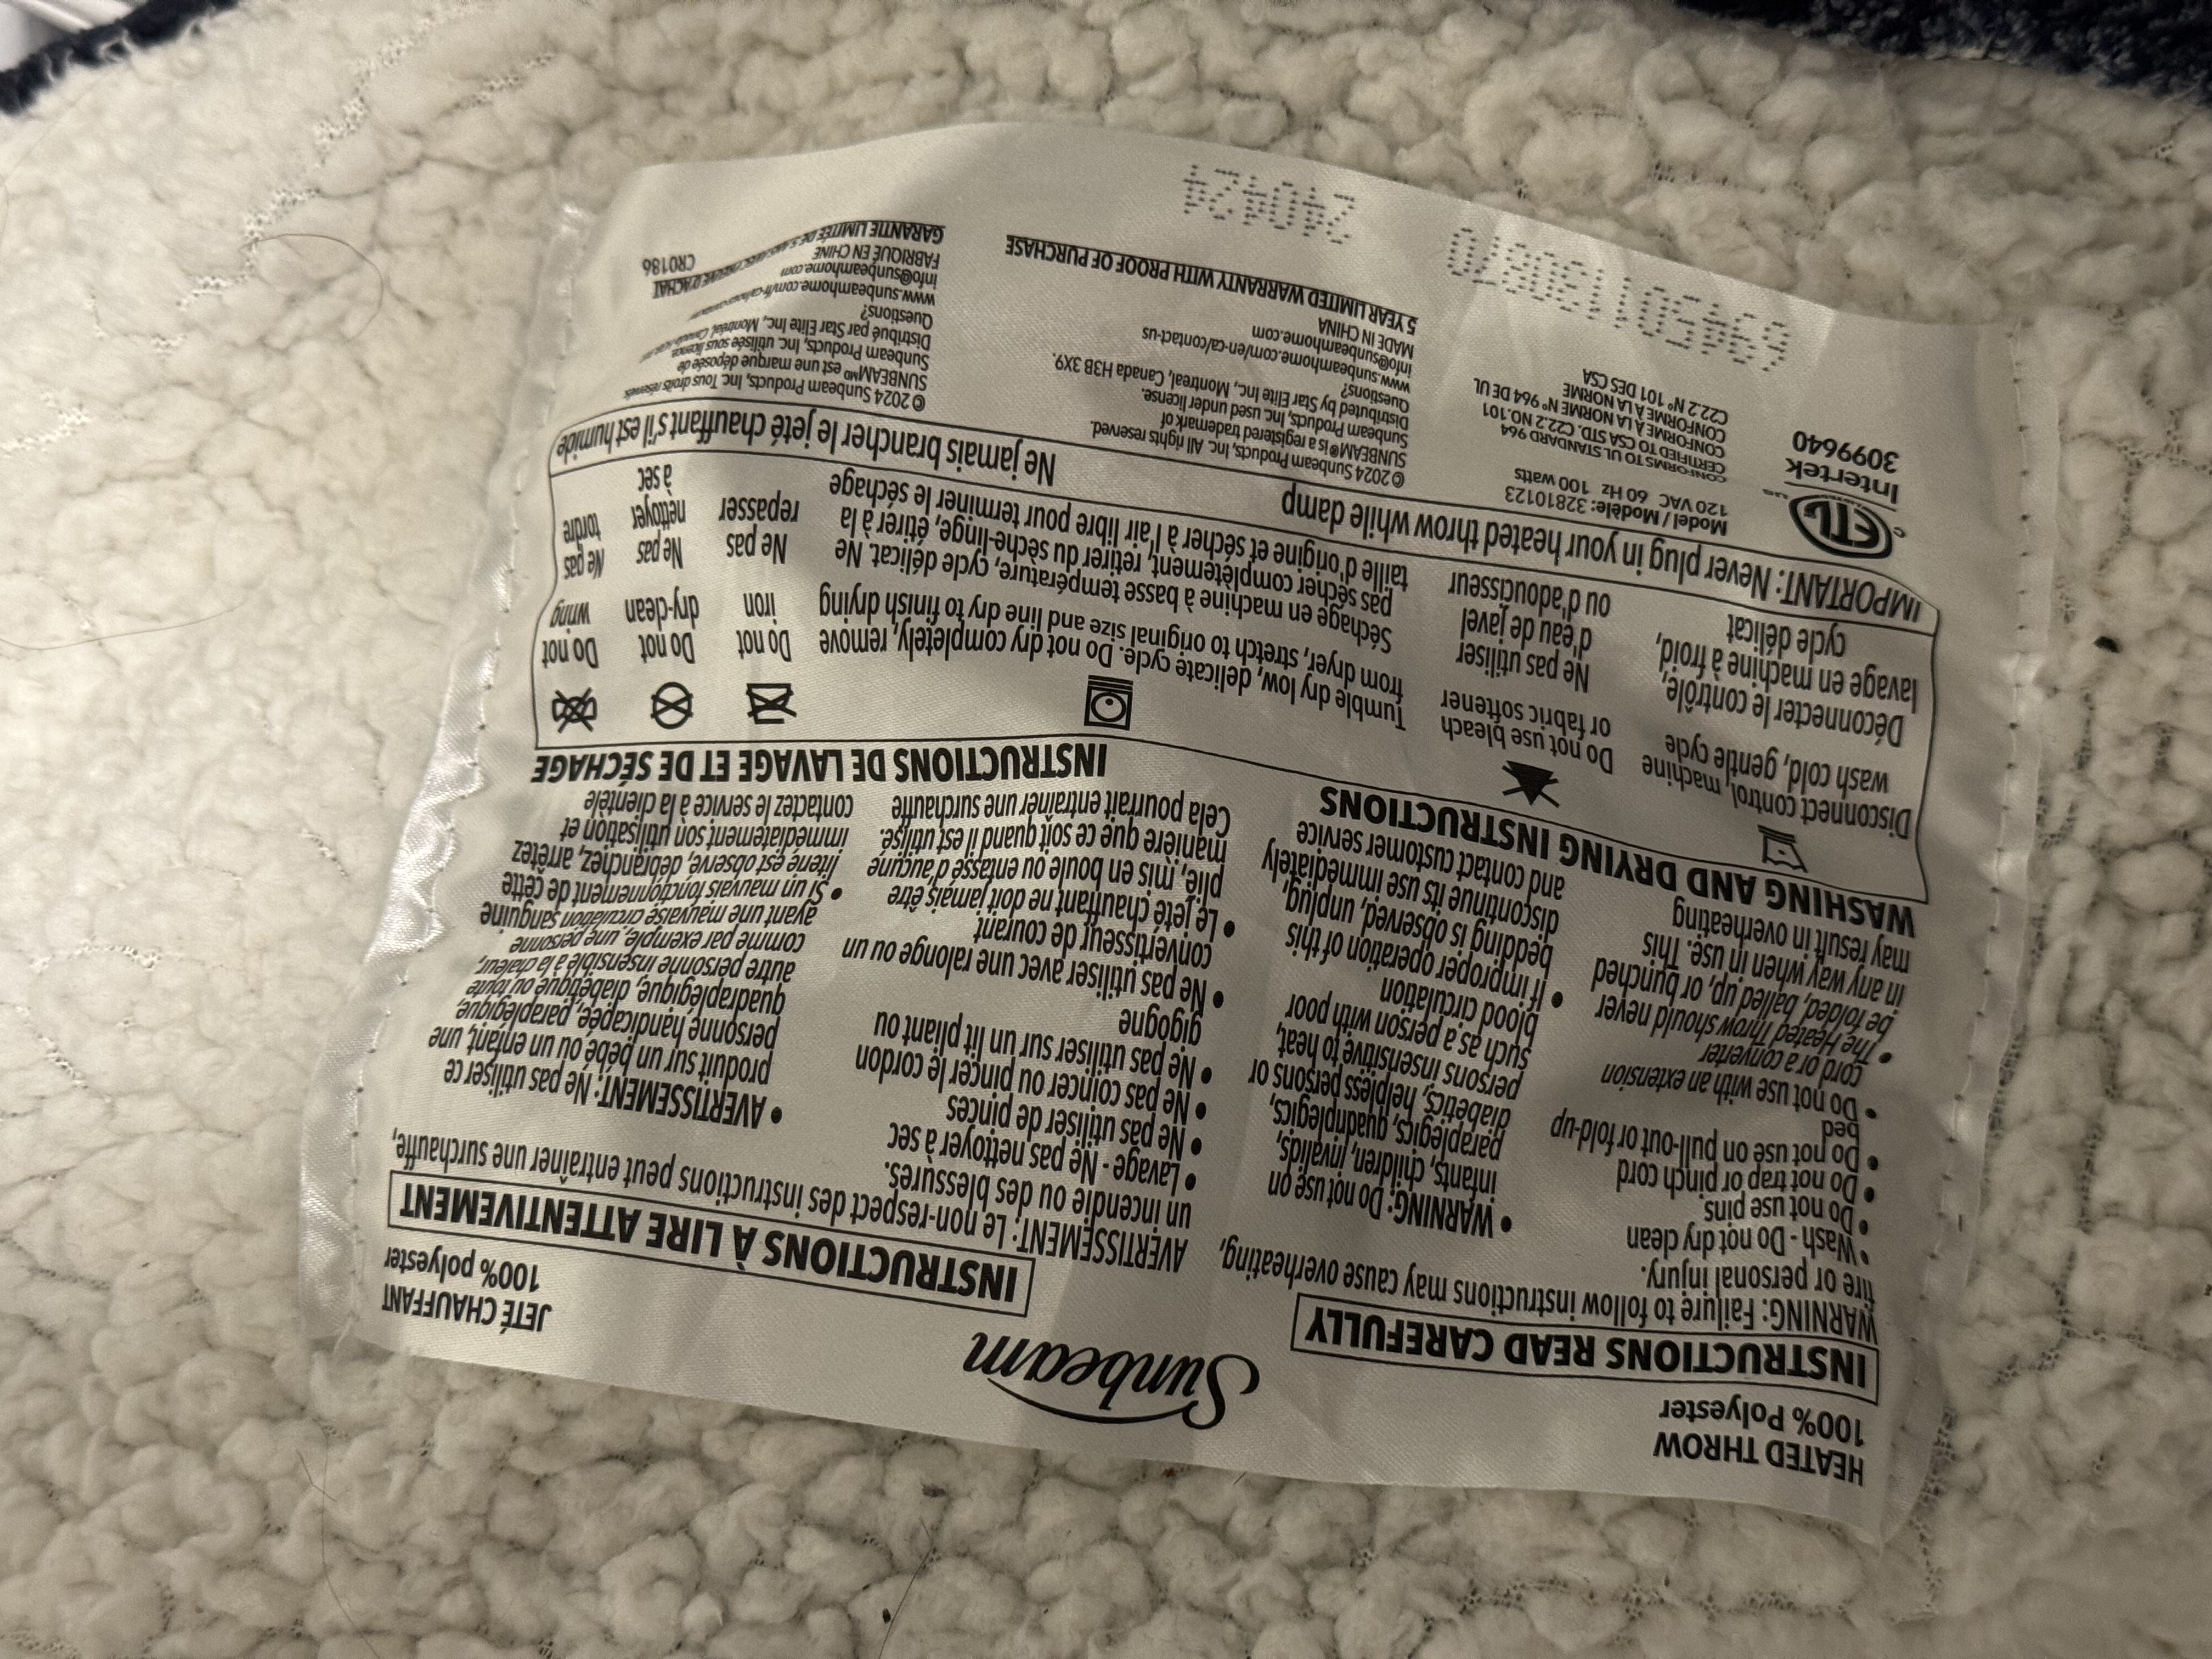 HEATED THROW
100% Polyester
Sunbeam
JETÉ CHAUFFANT
100% polyester
INSTRUCTIONS READ CAREFULLY
WARNING: Failure to follow instructions may cause overheating,
fire or personal injury.
• Wash - Do not dry clean
• Do not use pins
• Do not trap or pinch cord
• Do not use on pull-out or fold-up
bed
• Do not use with an extension
cord or a converter
• The Heated Throw should never
be folded, balled up, or bunched
in any way when in use. This
may result in overheating
• WARNING: Do not use on
infants, children, invalids,
paraplegics, quadriplegics,
diabetics, helpless persons or
persons insensitive to heat,
such as a person with poor
blood circulation
• If improper operation of this
bedding is observed, unplug,
discontinue its use immediately
and contact customer service
INSTRUCTIONS À LIRE ATTENTIVEMENT
AVERTISSEMENT: Le non-respect des instructions peut entraîner une surchauffe,
un incendie ou des blessures.
• Lavage - Ne pas nettoyer à sec
• Ne pas utiliser de pinces
• Ne pas coincer ou pincer le cordon
• Ne pas utiliser sur un lit pliant ou
gigogne
• Ne pas utiliser avec une ralonge ou un
convertisseur de courant
• Le jeté chauffant ne doit jamais être
plié, mis en boule ou entassé d'aucune
manière que ce soit quand il est utilisé.
Cela pourrait entraîner une surchauffe
• AVERTISSEMENT: Ne pas utiliser ce
produit sur un bébé ou un enfant, une
personne handicapée, paraplégique,
quadraplégique, diabétique ou toute
autre personne insensible à la chaleur,
comme par exemple, une personne
ayant une mauvaise circulation sanguine
• Si un mauvais fonctionnement de cette
literie est observé, débranchez, arrêtez
immédiatement son utilisation et
contactez le service à la clientèle
WASHING AND DRYING INSTRUCTIONS
INSTRUCTIONS DE LAVAGE ET DE SÉCHAGE
Disconnect control, machine
wash cold, gentle cycle
Déconnecter le contrôle,
lavage en machine à froid,
cycle délicat
Do not use bleach
or fabric softener
Ne pas utiliser
d'eau de javel
ou d'adoucisseur
Tumble dry low, delicate cycle. Do not dry completely, remove
from dryer, stretch to original size and line dry to finish drying
Séchage en machine à basse température, cycle délicat. Ne
pas sécher complètement, retirer du sèche-linge, étirer à la
taille d'origine et sécher à l'air libre pour terminer le séchage
Do not
iron
Ne pas
repasser
Do not
dry-clean
Ne pas
nettoyer
à sec
Do not
wring
Ne pas
tordre
IMPORTANT: Never plug in your heated throw while damp
Ne jamais brancher le jeté chauffant s'il est humide
ETL
C
Intertek
3099640
Model / Modèle: 32810123
120 VAC 60 Hz 100 watts
CONFORMS TO UL STANDARD 964
CERTIFIED TO CSA STD. C22.2 NO.101
CONFORME À LA NORME Nº 964 DE UL
CONFORME À LA NORME
C22.2 Nº 101 DES CSA
© 2024 Sunbeam Products, Inc. All rights reserved.
SUNBEAM® is a registered trademark of
Sunbeam Products, Inc. used under license.
Distributed by Star Elite Inc., Montreal, Canada H3B 3X9.
Questions?
www.sunbeamhome.com/en-ca/contact-us
info@sunbeamhome.com
MADE IN CHINA
5 YEAR LIMITED WARRANTY WITH PROOF OF PURCHASE
© 2024 Sunbeam Products, Inc. Tous droits réservés.
SUNBEAMMD est une marque déposée de
Sunbeam Products, Inc. utilisée sous licence.
Distribué par Star Elite Inc., Montréal, Canada
Questions?
info@sunbeamhome.com
FABRIQUÉ EN CHINE
GARANTIE LIMITÉE DE 5 ANS AVEC PREUVE D'ACHAT
CR0186
240424